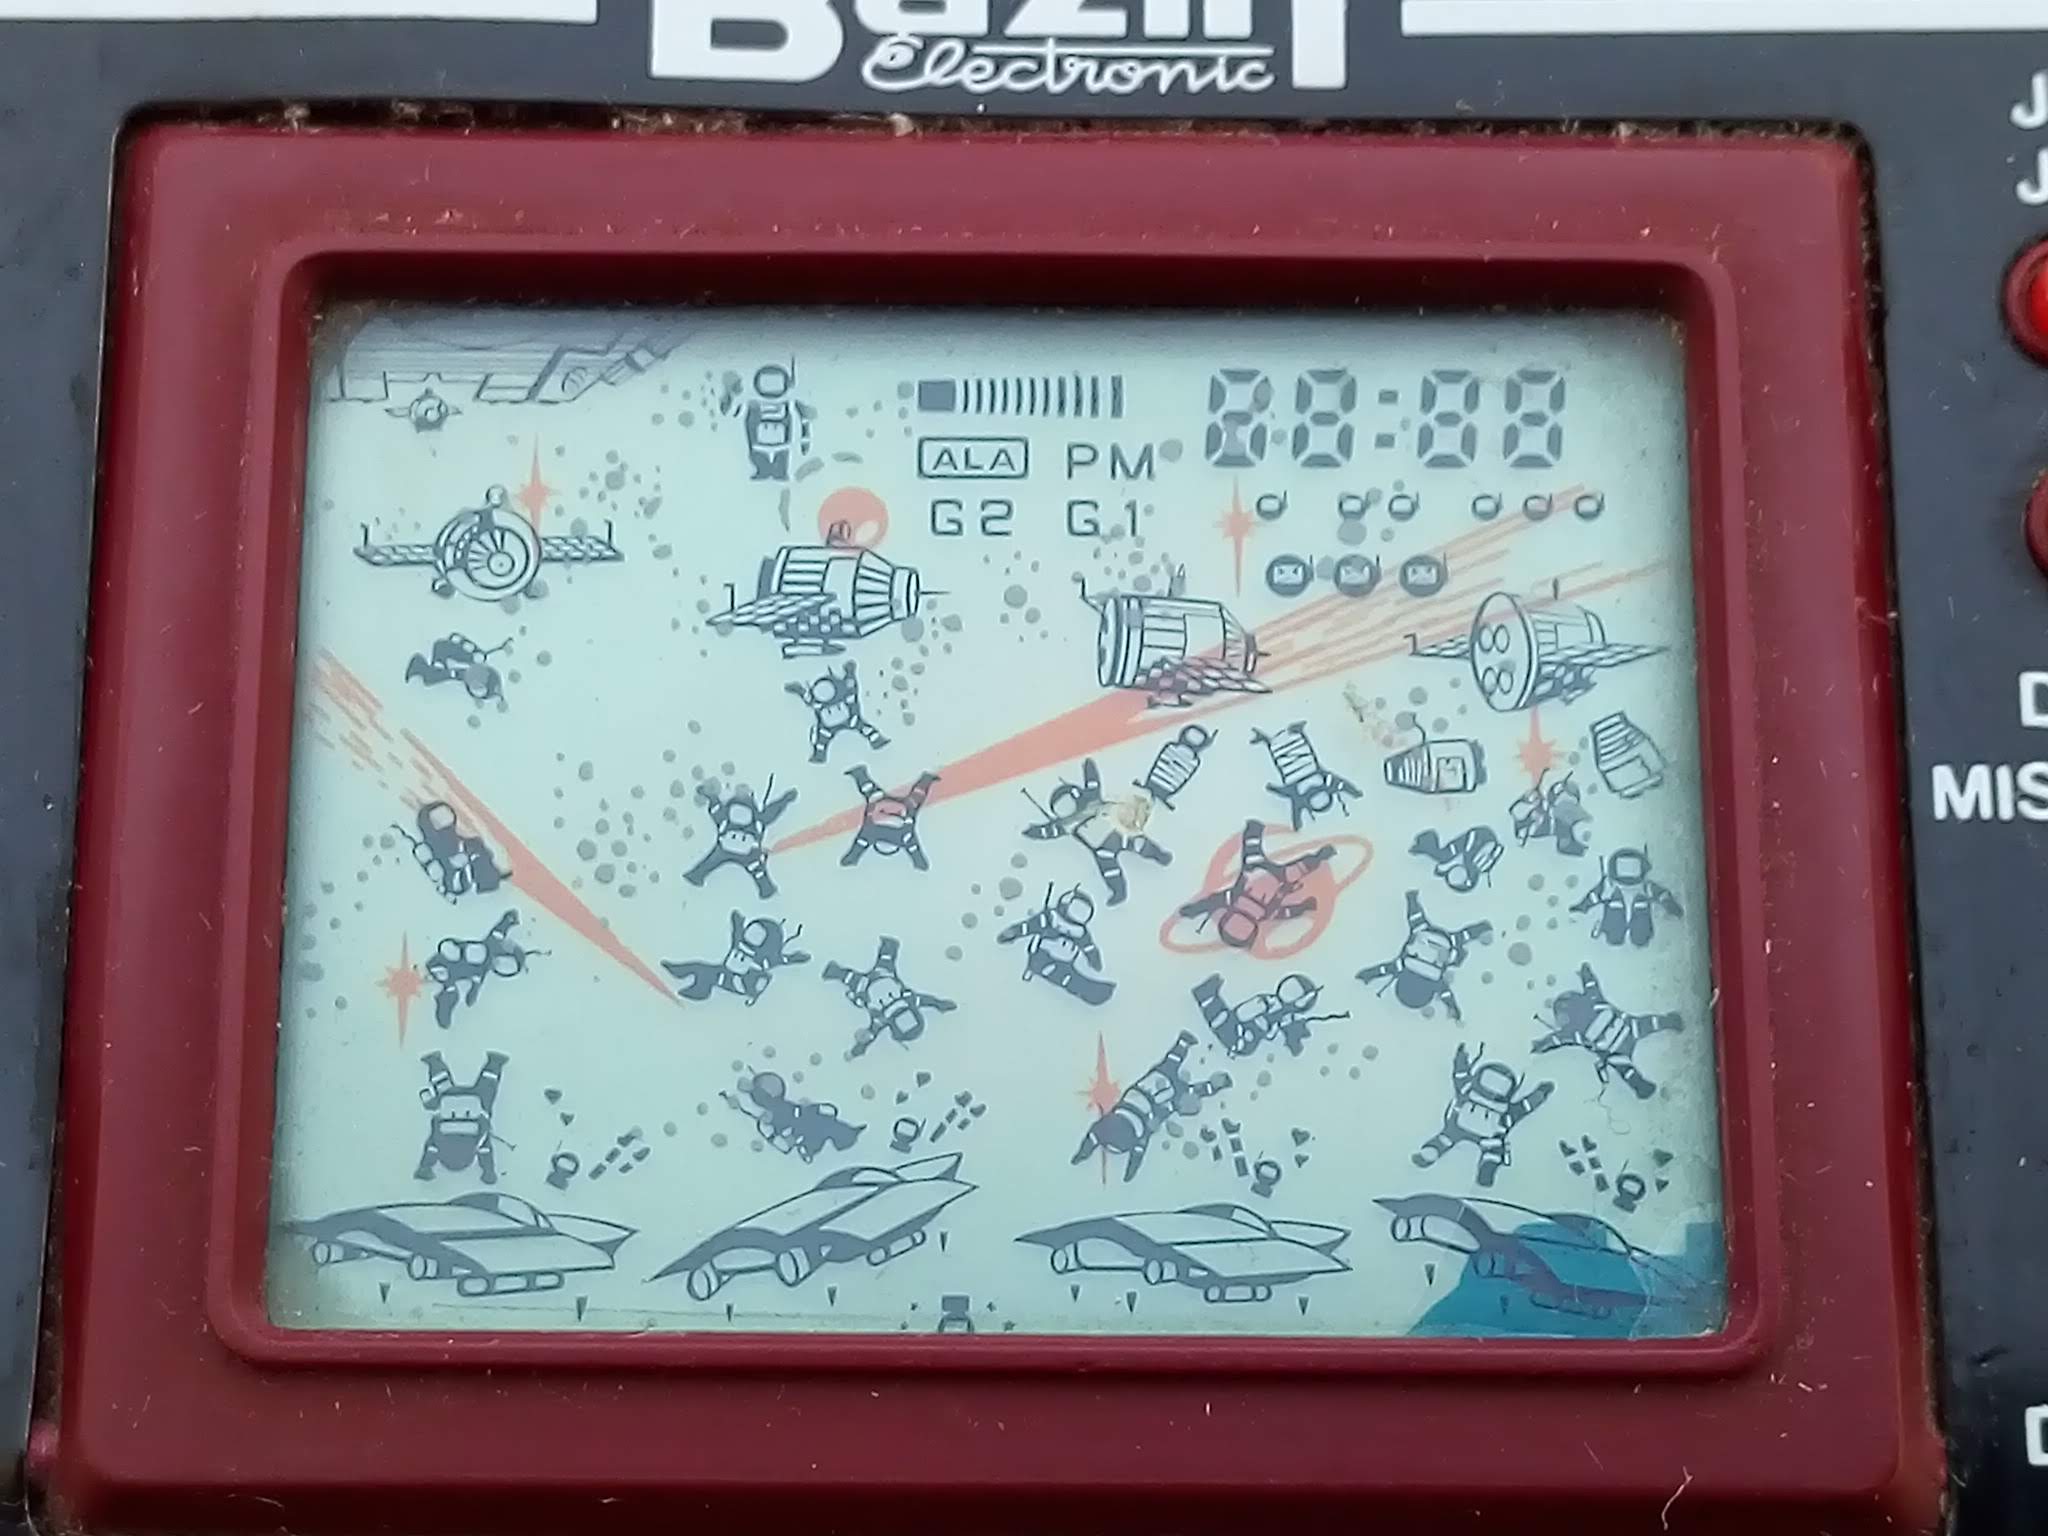 Electronic
88:88
ALA PM
G2 G1
J
J
MIS